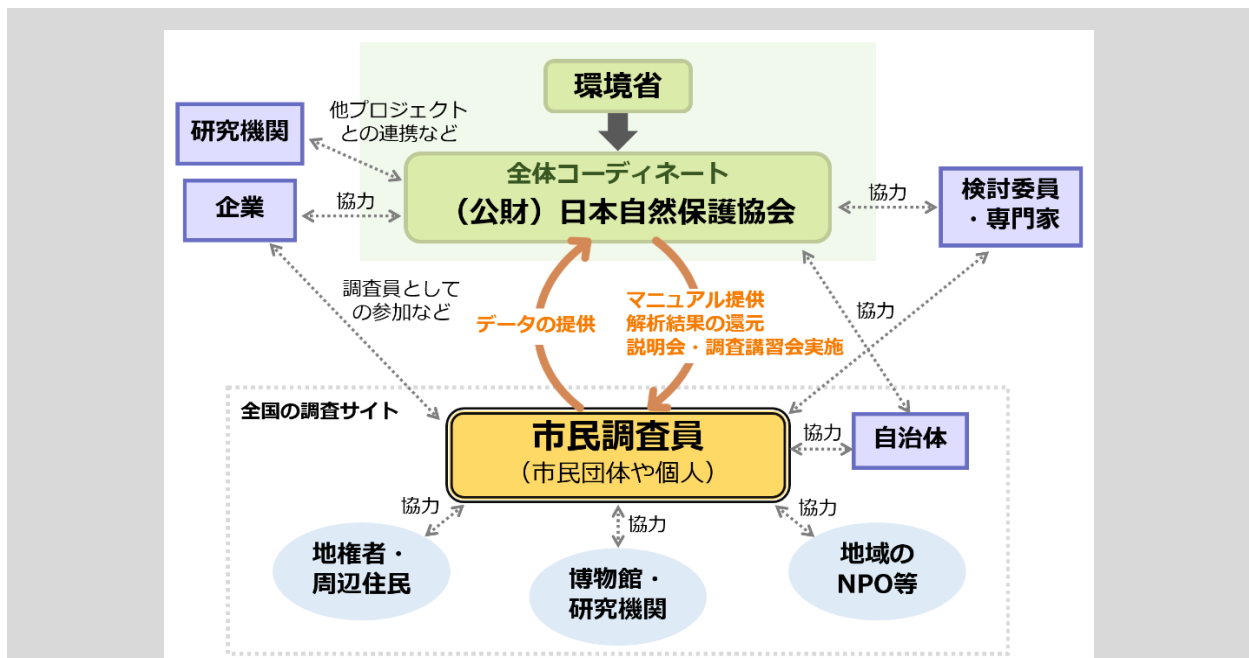 環境省
研究機関
他プロジェクト
との連携など
全体コーディネート
（公財）日本自然保護協会
企業
協力
協力
検討委員
・専門家
調査員として
の参加など
データの提供
マニュアル提供
解析結果の還元
説明会・調査講習会実施
協力
全国の調査サイト
市民調査員
（市民団体や個人）
協力
自治体
協力
協力
協力
地権者・
周辺住民
博物館・
研究機関
地域の
NPO等